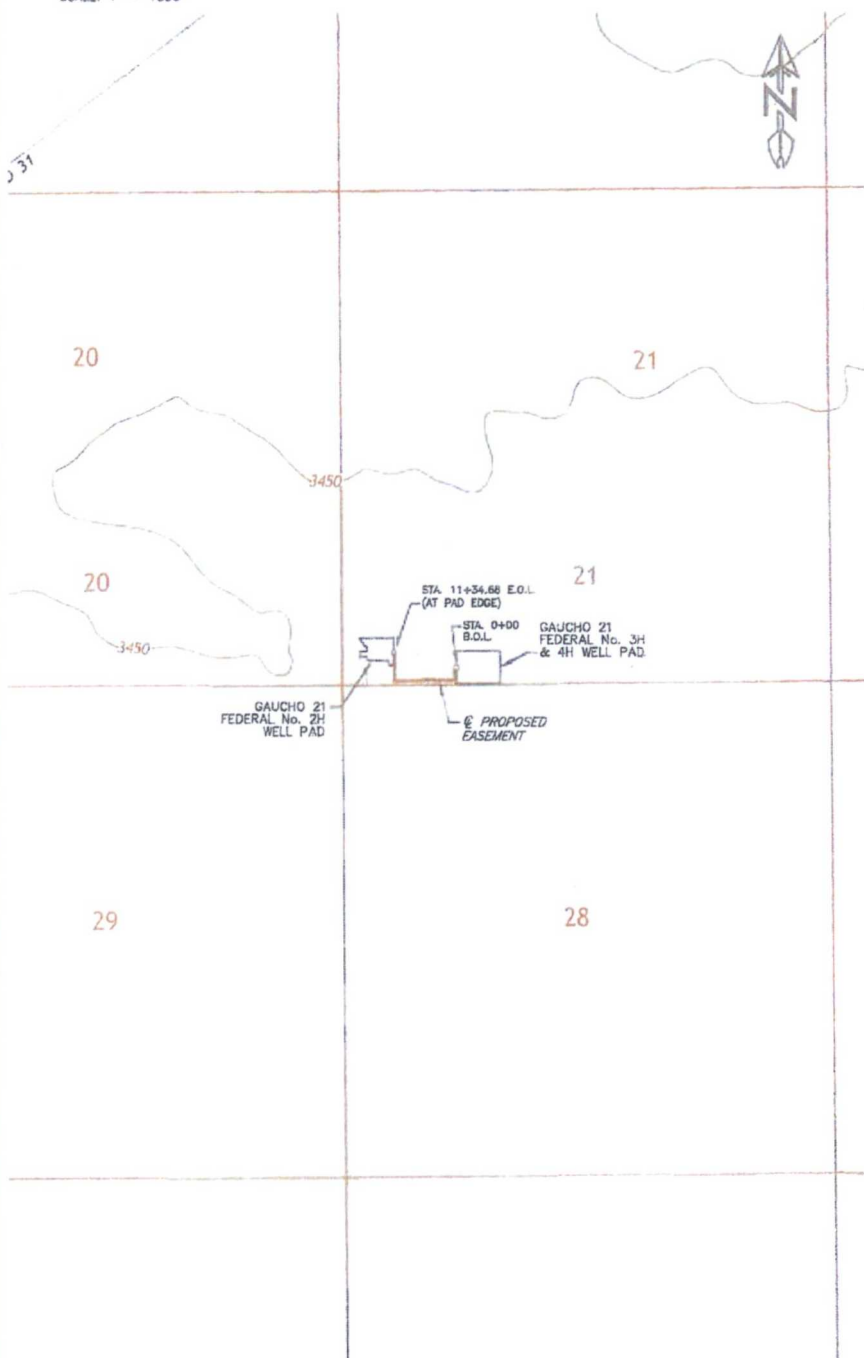 N
31
20
21
3450
20
21
3450
STA. 11+34.68 E.O.L.
(AT PAD EDGE)
STA. 0+00
B.O.L.
GAUCHO 21
FEDERAL No. 3H
& 4H WELL PAD
GAUCHO 21
FEDERAL No. 2H
WELL PAD
℄ PROPOSED
EASEMENT
29
28